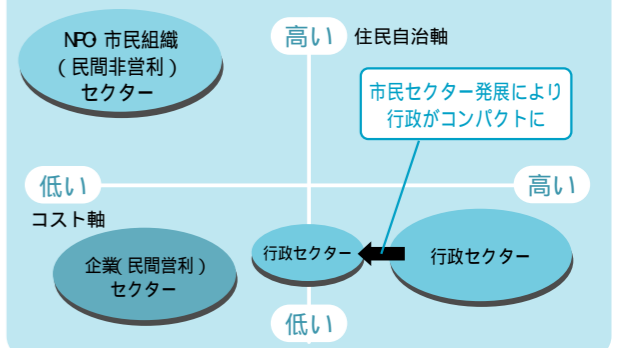 NPO 市民組織
(民間非営利)
セクター
高い
住民自治軸
市民セクター発展により
行政がコンパクトに
低い
高い
コスト軸
企業(民間営利)
セクター
行政セクター
行政セクター
低い